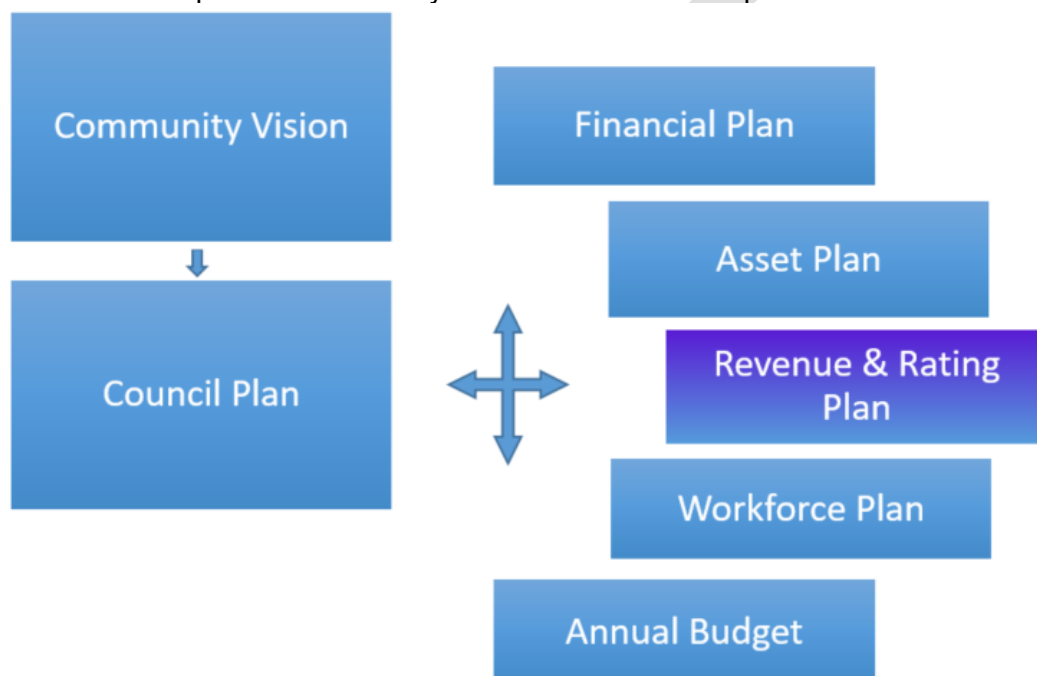 Community Vision
Council Plan
Financial Plan
Asset Plan
Revenue & Rating
Plan
Workforce Plan
Annual Budget